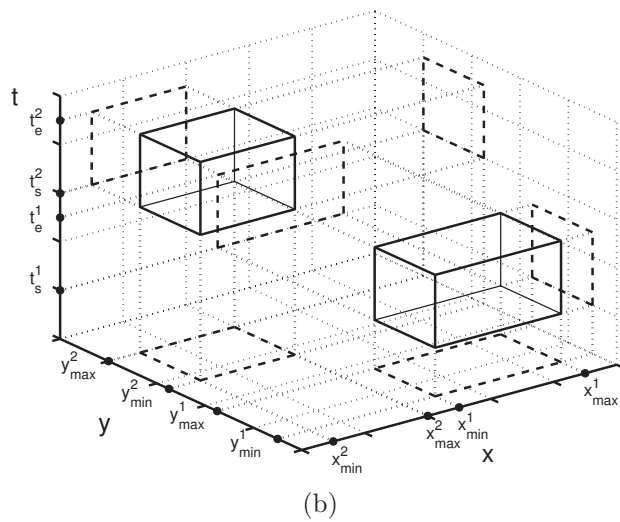 t
t_e^2
t_s^2
t_e^1
t_s^1
y_max^2
y_min^2
y_max^1
y_min^1
y
x_min^2
x_max^2
x_min^1
x_max^1
x
(b)